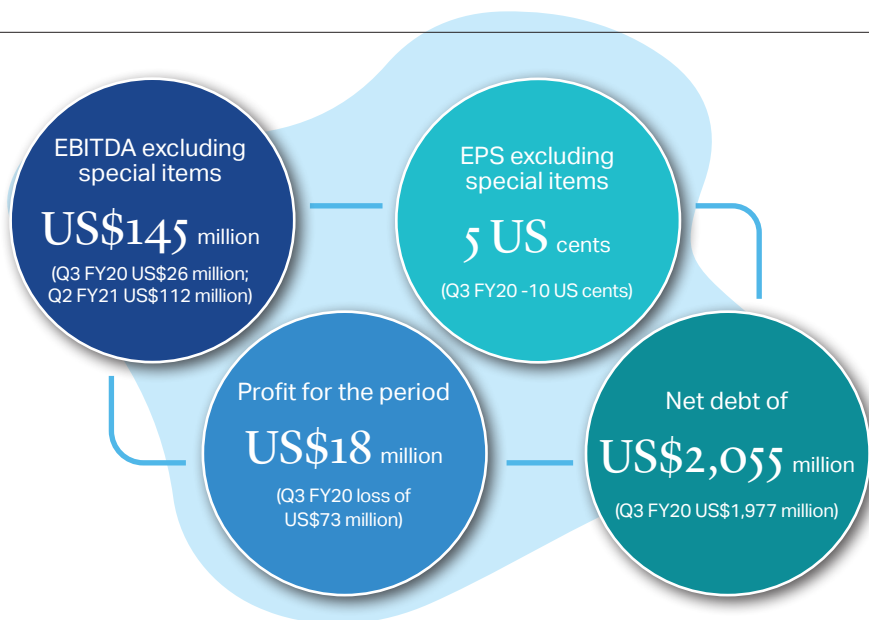 EBITDA excluding
special items
US$145 million
(Q3 FY20 US$26 million;
Q2 FY21 US$112 million)
EPS excluding
special items
5 US cents
(Q3 FY20 -10 US cents)
Profit for the period
US$18 million
(Q3 FY20 loss of
US$73 million)
Net debt of
US$2,055 million
(Q3 FY20 US$1,977 million)